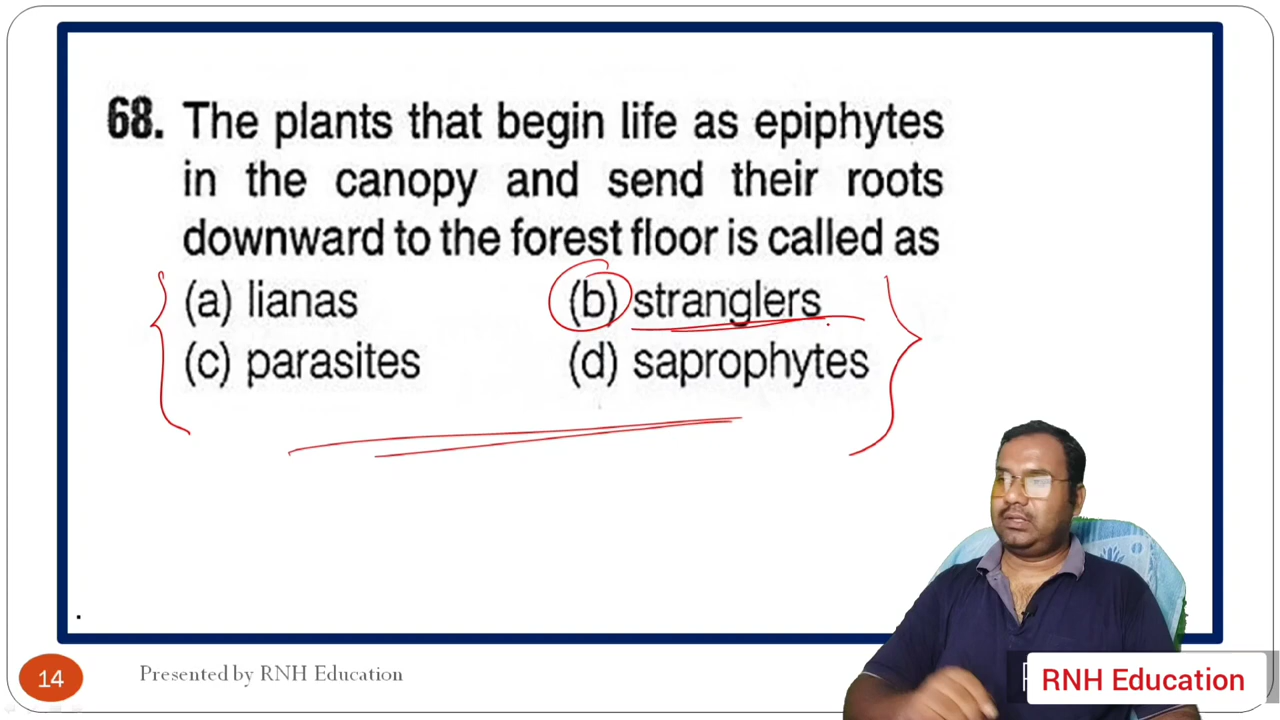 68. The plants that begin life as epiphytes
in the canopy and send their roots
downward to the forest floor is called as
(a) lianas (b) stranglers
(c) parasites (d) saprophytes
14 Presented by RNH Education
RNH Education